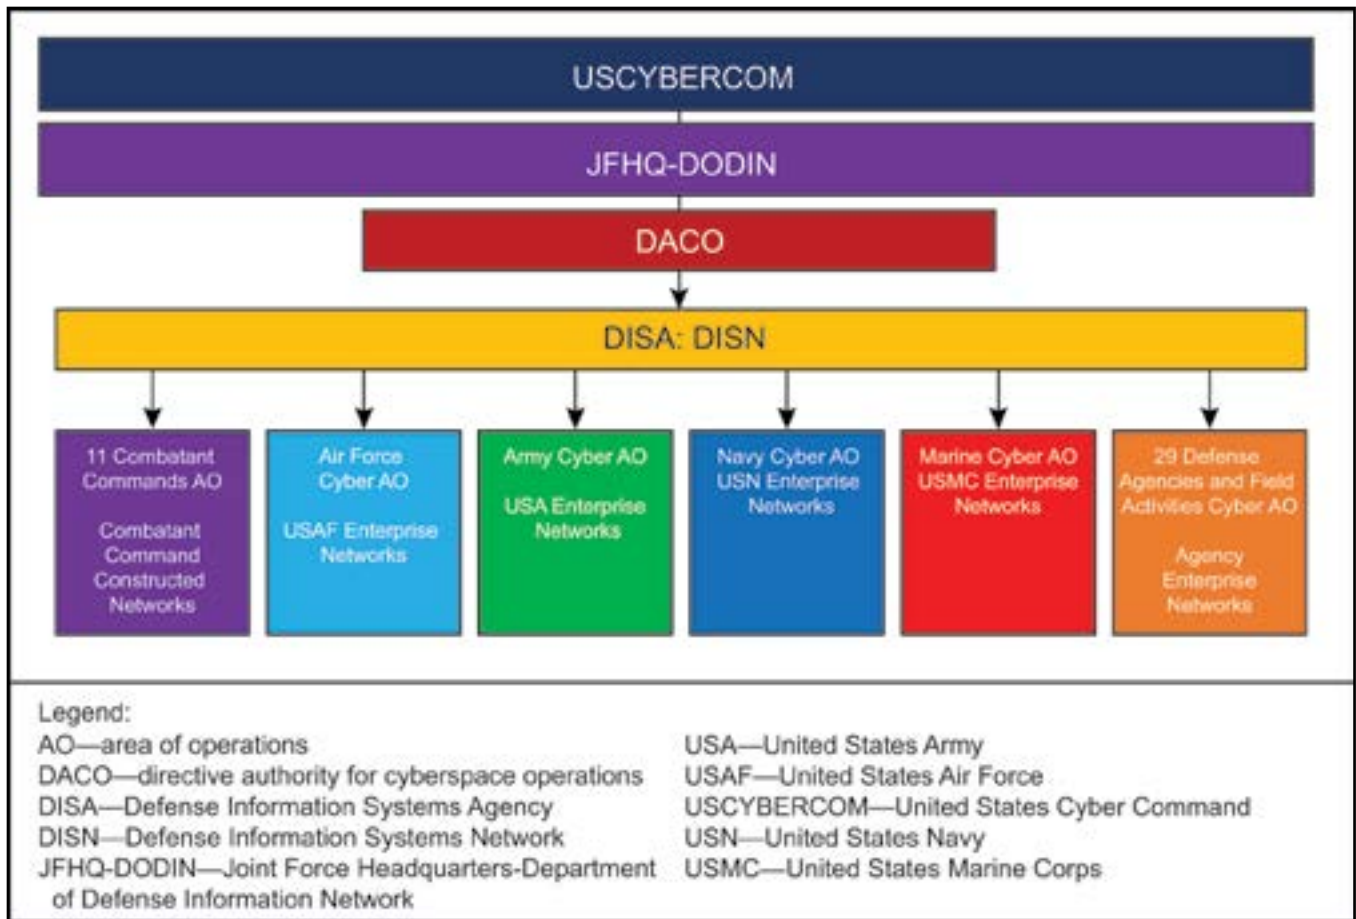 USCYBERCOM
JFHQ-DODIN
DACO
DISA: DISN
11 Combatant
Commands AO
Combatant
Command
Constructed
Networks
Air Force
Cyber AO
USAF Enterprise
Networks
Army Cyber AO
USA Enterprise
Networks
Navy Cyber AO
USN Enterprise
Networks
Marine Cyber AO
USMC Enterprise
Networks
29 Defense
Agencies and Field
Activities Cyber AO
Agency
Enterprise
Networks
Legend:
AO—area of operations
DACO—directive authority for cyberspace operations
DISA—Defense Information Systems Agency
DISN—Defense Information Systems Network
JFHQ-DODIN—Joint Force Headquarters-Department
of Defense Information Network
USA—United States Army
USAF—United States Air Force
USCYBERCOM—United States Cyber Command
USN—United States Navy
USMC—United States Marine Corps